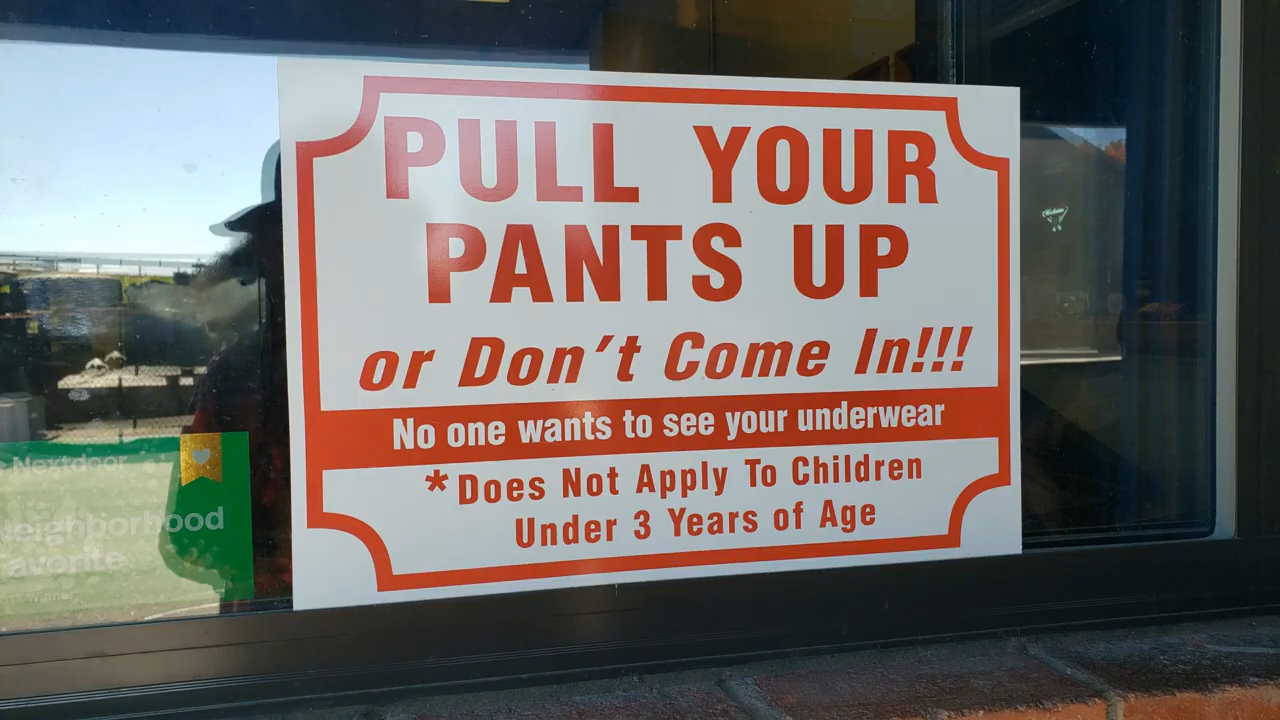 PULL YOUR
PANTS UP
or Don't Come In!!!
No one wants to see your underwear
*Does Not Apply To Children
Under 3 Years of Age
Nextdoor
Neighborhood
Favorite
Winner